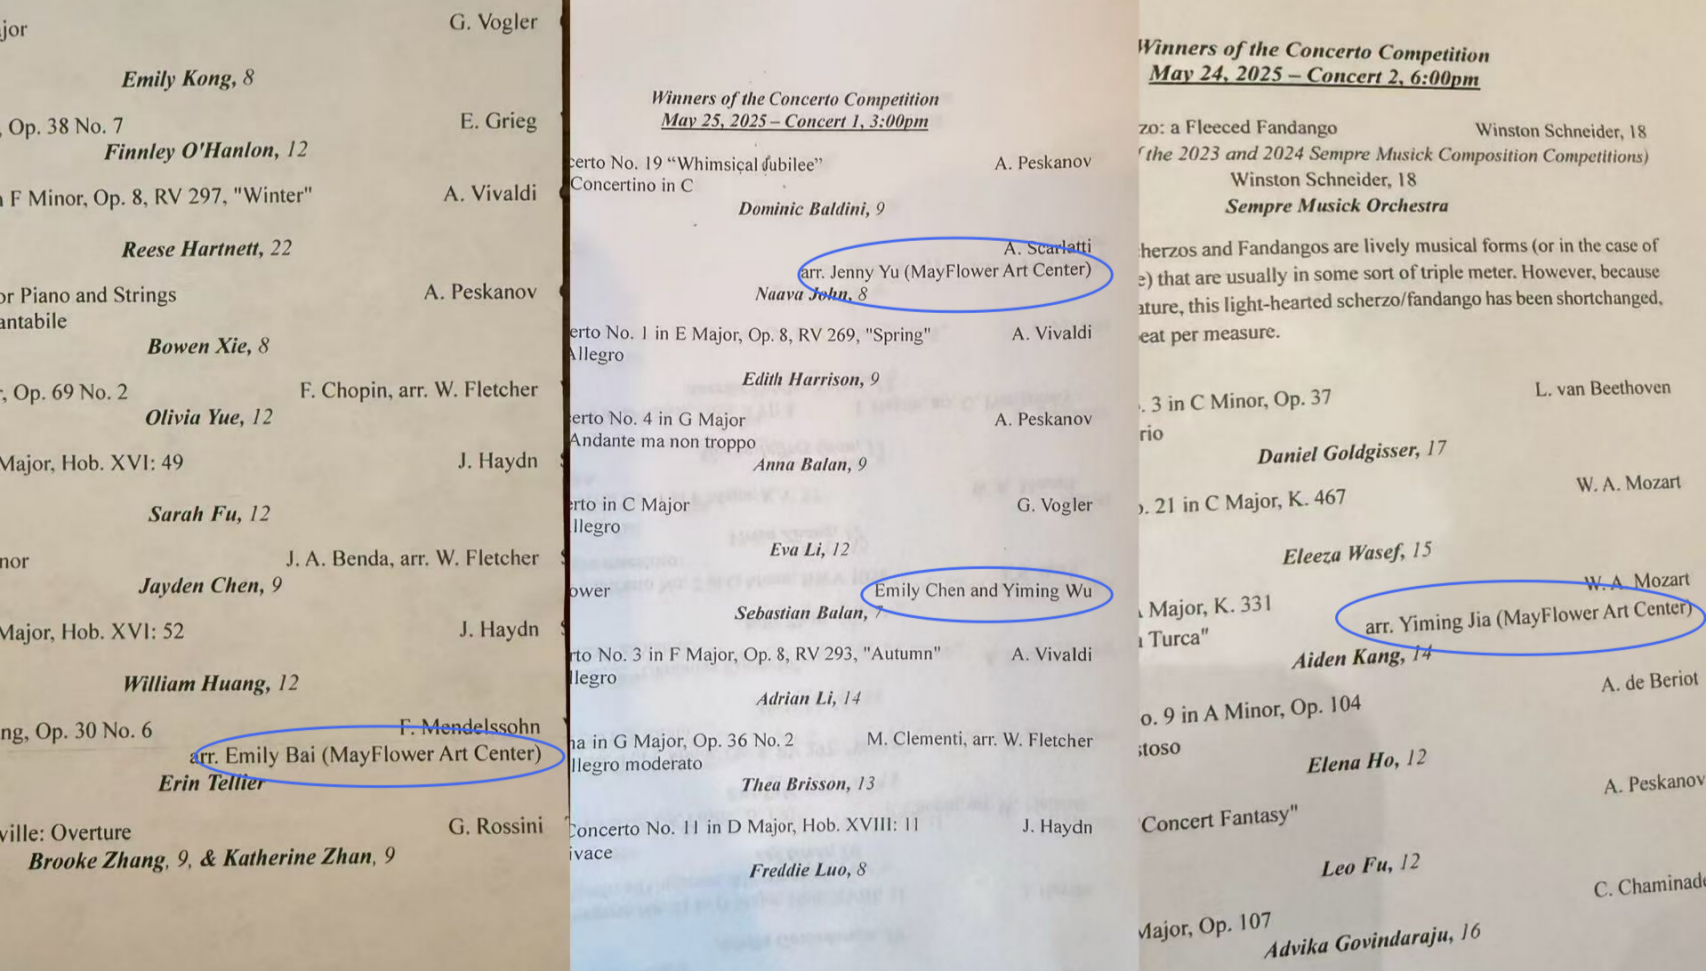 jor G. Vogler
Emily Kong, 8
, Op. 38 No. 7 E. Grieg
Finnley O'Hanlon, 12
F Minor, Op. 8, RV 297, "Winter" A. Vivaldi
Reese Hartnett, 22
or Piano and Strings A. Peskanov
antabile
Bowen Xie, 8
, Op. 69 No. 2 F. Chopin, arr. W. Fletcher
Olivia Yue, 12
Major, Hob. XVI: 49 J. Haydn
Sarah Fu, 12
nor J. A. Benda, arr. W. Fletcher
Jayden Chen, 9
Major, Hob. XVI: 52 J. Haydn
William Huang, 12
ng, Op. 30 No. 6 F. Mendelssohn
arr. Emily Bai (MayFlower Art Center)
Erin Tellier
ville: Overture G. Rossini
Brooke Zhang, 9, & Katherine Zhan, 9
Winners of the Concerto Competition
May 25, 2025 – Concert 1, 3:00pm
certo No. 19 “Whimsical Jubilee” A. Peskanov
Concertino in C
Dominic Baldini, 9
A. Scarlatti
arr. Jenny Yu (MayFlower Art Center)
Naava John, 8
erto No. 1 in E Major, Op. 8, RV 269, "Spring" A. Vivaldi
Allegro
Edith Harrison, 9
erto No. 4 in G Major A. Peskanov
Andante ma non troppo
Anna Balan, 9
erto in C Major G. Vogler
llegro
Eva Li, 12
ower Emily Chen and Yiming Wu
Sebastian Balan, 7
rto No. 3 in F Major, Op. 8, RV 293, "Autumn" A. Vivaldi
llegro
Adrian Li, 14
na in G Major, Op. 36 No. 2 M. Clementi, arr. W. Fletcher
llegro moderato
Thea Brisson, 13
Concerto No. 11 in D Major, Hob. XVIII: 11 J. Haydn
ivace
Freddie Luo, 8
Winners of the Concerto Competition
May 24, 2025 – Concert 2, 6:00pm
zo: a Fleeced Fandango Winston Schneider, 18
the 2023 and 2024 Sempre Musick Composition Competitions)
Winston Schneider, 18
Sempre Musick Orchestra
herzos and Fandangos are lively musical forms (or in the case of
e) that are usually in some sort of triple meter. However, because
ature, this light-hearted scherzo/fandango has been shortchanged,
eat per measure.
. 3 in C Minor, Op. 37 L. van Beethoven
rio
Daniel Goldgisser, 17
o. 21 in C Major, K. 467 W. A. Mozart
Eleeza Wasef, 15
Major, K. 331 W. A. Mozart
Turca" arr. Yiming Jia (MayFlower Art Center)
Aiden Kang, 14
o. 9 in A Minor, Op. 104 A. de Beriot
stoso
Elena Ho, 12
"Concert Fantasy" A. Peskanov
Leo Fu, 12
Major, Op. 107 C. Chaminade
Advika Govindaraju, 16